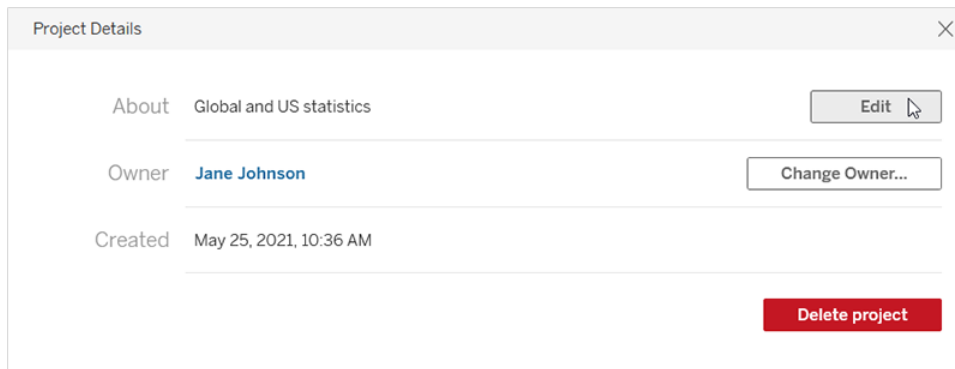 Project Details
About Global and US statistics Edit
Owner Jane Johnson Change Owner...
Created May 25, 2021, 10:36 AM
Delete project